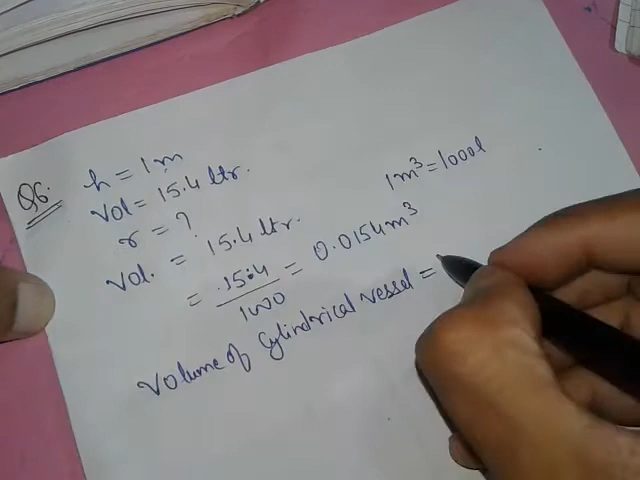 Q6. h = 1m
Vol = 15.4 ltr.
r = ?
1m³ = 1000l
Vol. = 15.4 ltr.
= 15.4/1000 = 0.0154m³
Volume of Cylindrical Vessel =